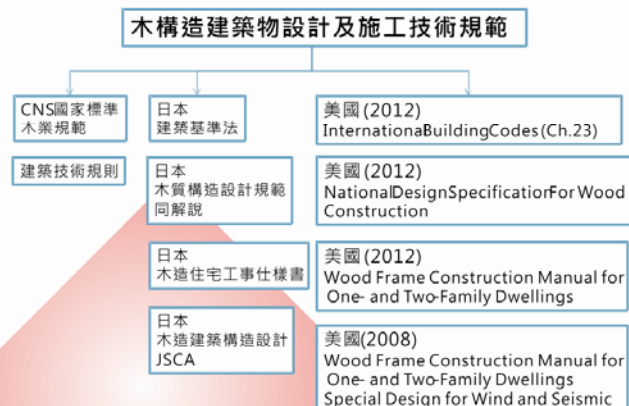 木構造建築物設計及施工技術規範
CNS國家標準
木業規範
建築技術規則
日本
建築基準法
日本
木質構造設計規範
同解說
日本
木造住宅工事仕樣書
日本
木造建築構造設計
JSCA
美國(2012)
InternationaBuildingCodes(Ch.23)
美國(2012)
NationalDesignSpecificationForWood
Construction
美國(2012)
Wood Frame Construction Manual for
One- and Two-Family Dwellings
美國(2008)
Wood Frame Construction Manual for
One- and Two-Family Dwellings
Special Design for Wind and Seismic